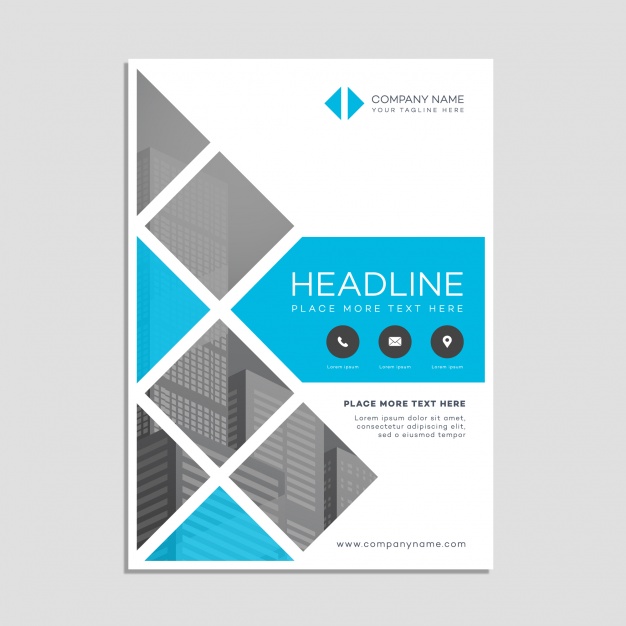 COMPANY NAME
YOUR TAGLINE HERE
HEADLINE
PLACE MORE TEXT HERE
Lorem ipsum
Lorem ipsum
Lorem ipsum
PLACE MORE TEXT HERE
Lorem ipsum dolor sit
amet, consectetur
adipiscing elit, sed do
eiusmod tempor
www.companyname.com